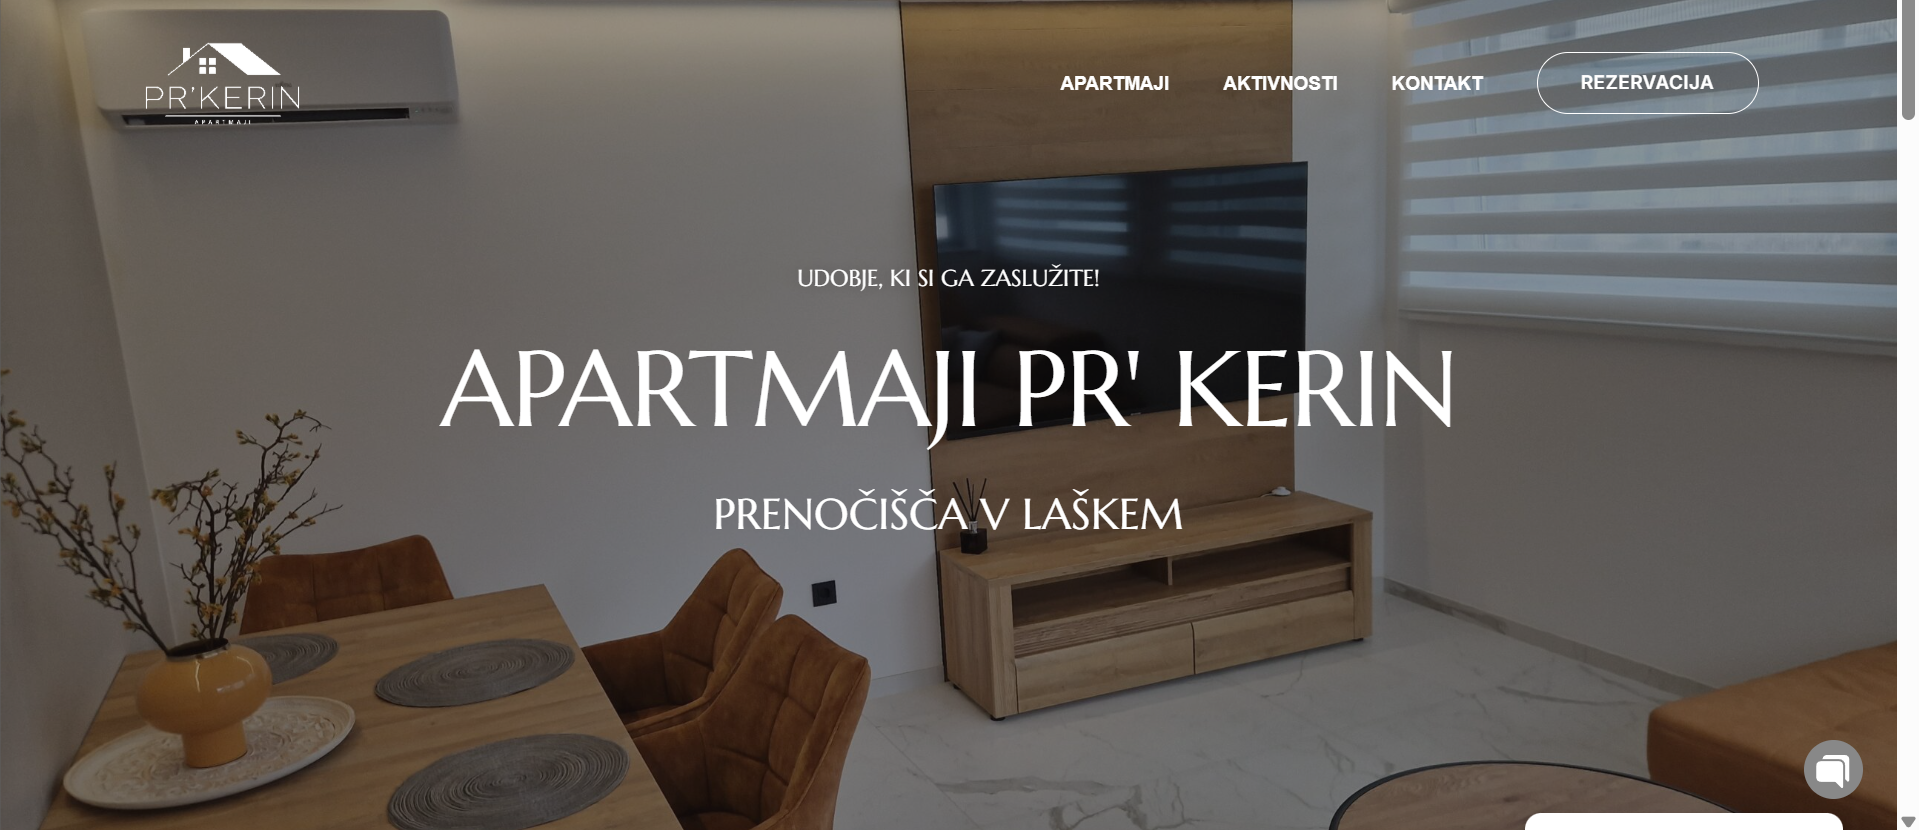 PR'KERIN
APARTMAJI
APARTMAJI
AKTIVNOSTI
KONTAKT
REZERVACIJA
UDOBJE, KI SI GA ZASLUŽITE!
APARTMAJI PR' KERIN
PRENOČIŠČA V LAŠKEM